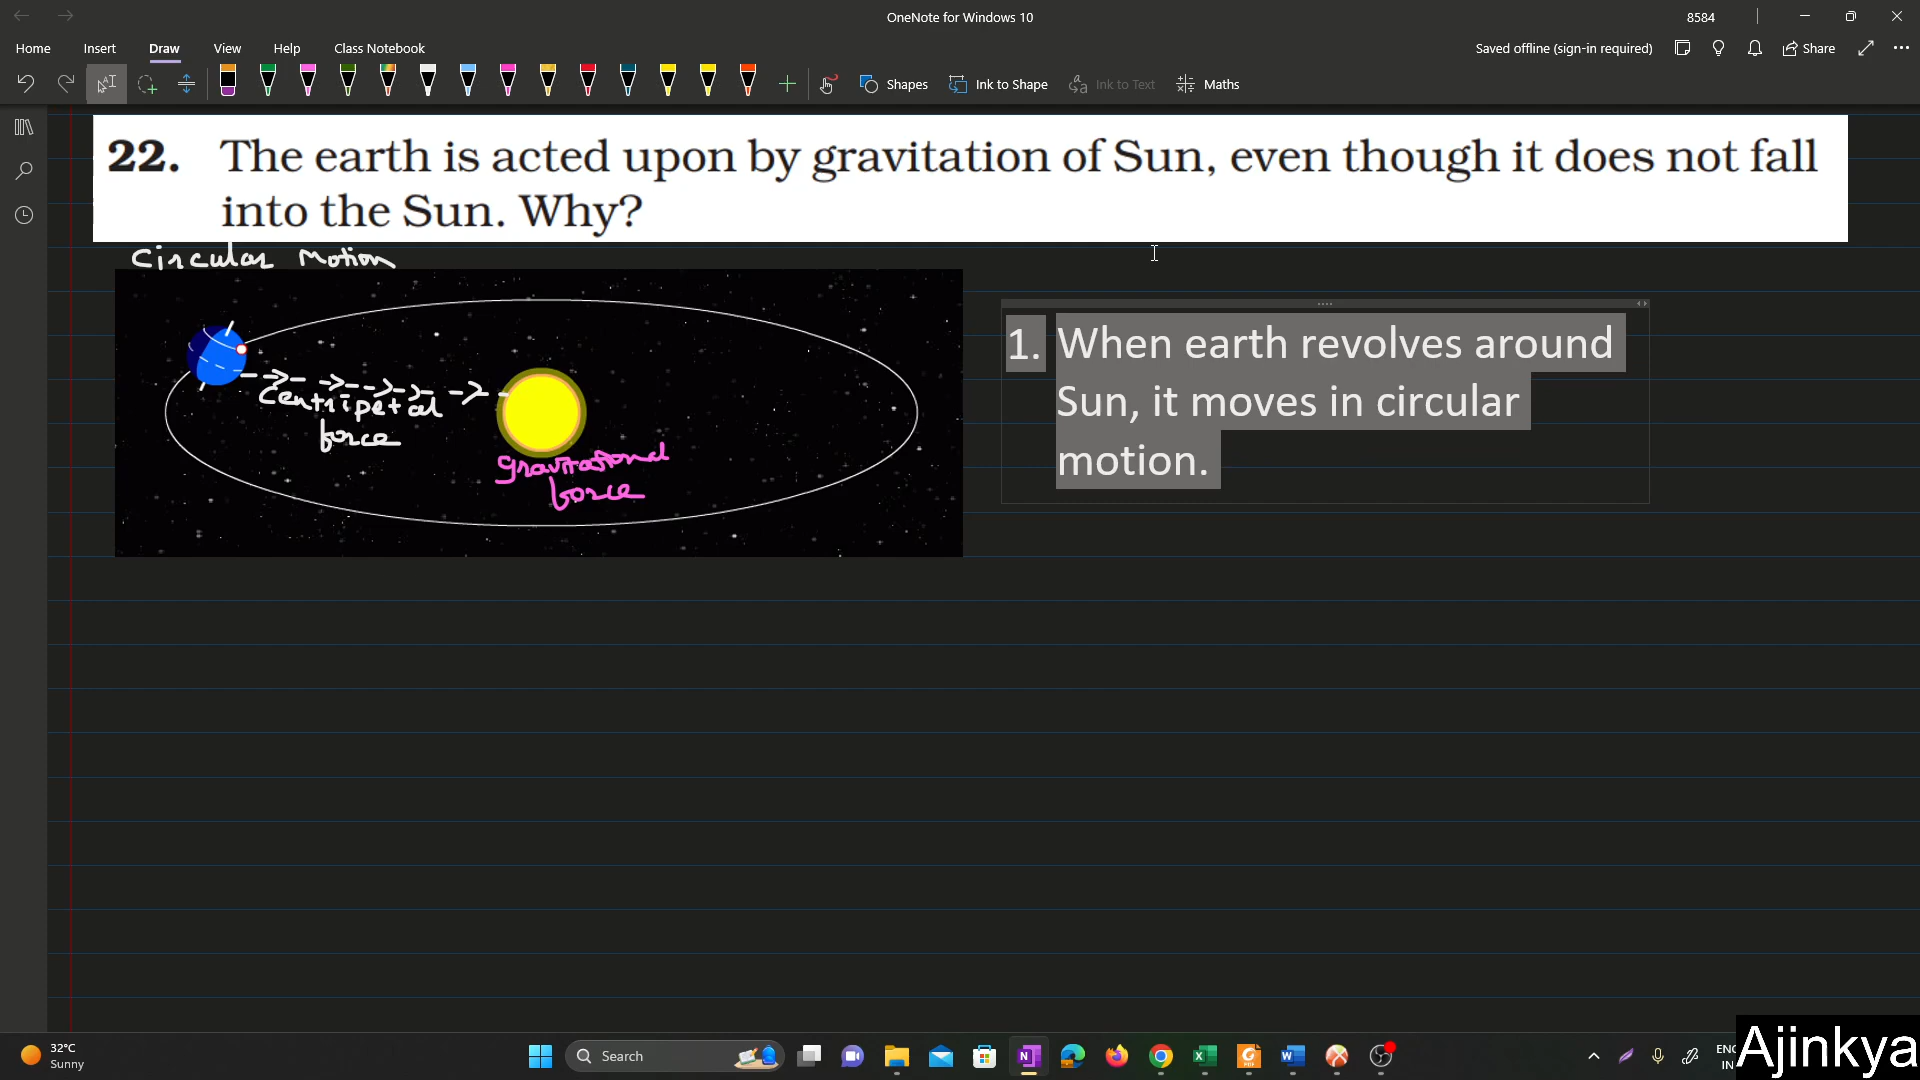 OneNote for Windows 10
8584
Home Insert Draw View Help Class Notebook
Saved offline (sign-in required) Share
Shapes Ink to Shape Ink to Text Maths
22. The earth is acted upon by gravitation of Sun, even though it does not fall
into the Sun. Why?
Circular Motion
Centripetal
force
gravitational
force
1. When earth revolves around
Sun, it moves in circular
motion.
32°C
Sunny
Search
ENG
IN
Ajinkya